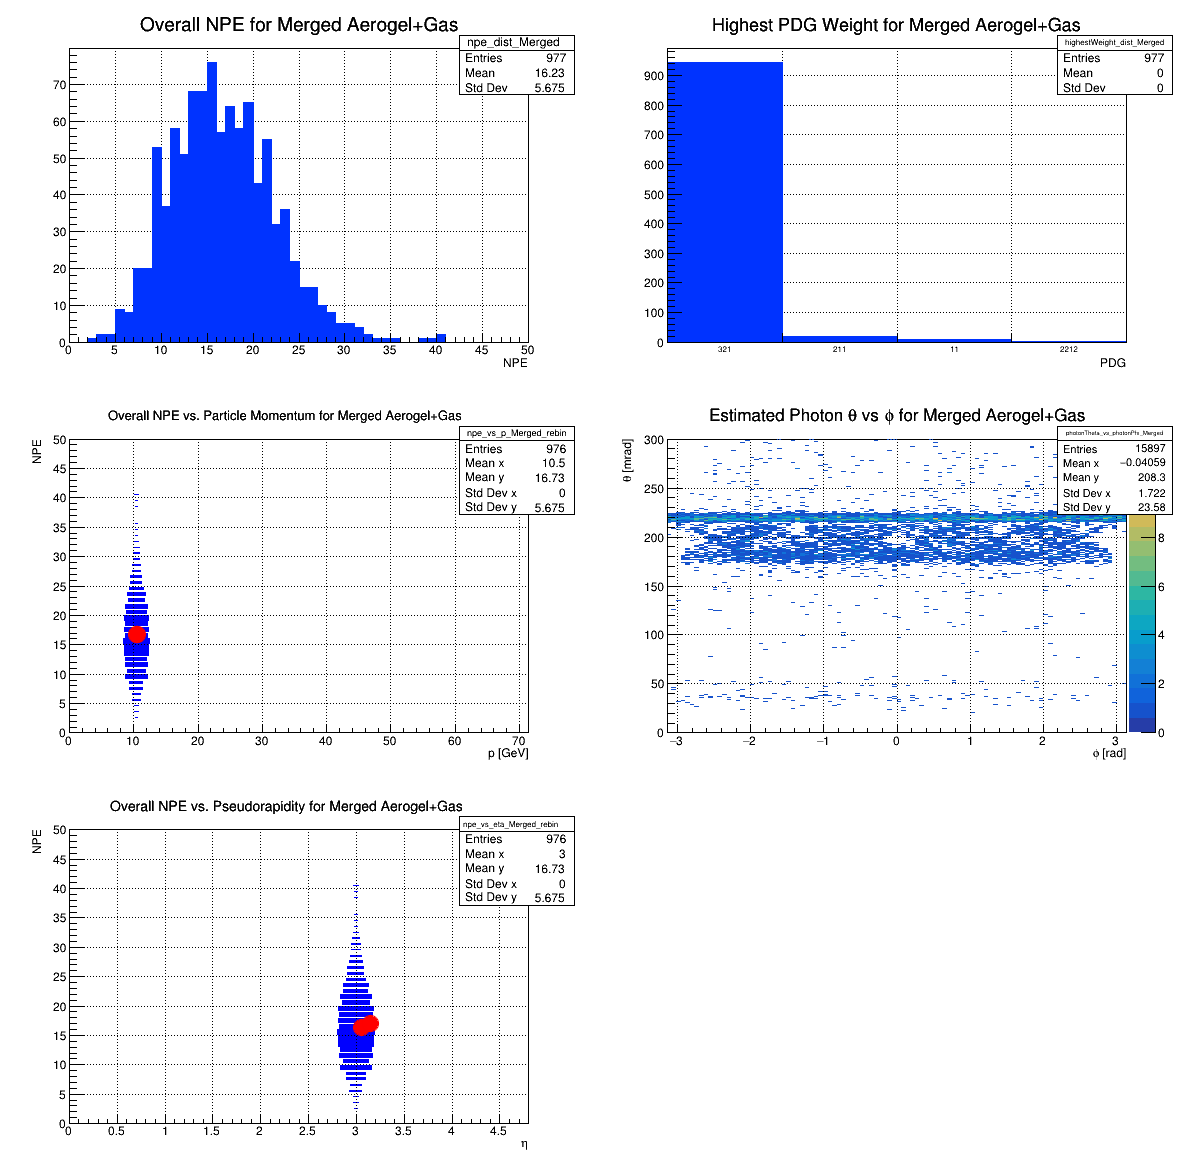 Overall NPE for Merged Aerogel+Gas
npe_dist_Merged
Entries 977
Mean 16.23
Std Dev 5.675
70
60
50
40
30
20
10
0
0 5 10 15 20 25 30 35 40 45 50
NPE
Highest PDG Weight for Merged Aerogel+Gas
highestWeight_dist_Merged
Entries 977
Mean 0
Std Dev 0
900
800
700
600
500
400
300
200
100
0
321 211 11 2212
PDG
Overall NPE vs. Particle Momentum for Merged Aerogel+Gas
npe_vs_p_Merged_rebin
Entries 976
Mean x 10.5
Mean y 16.73
Std Dev x 0
Std Dev y 5.675
NPE
50
45
40
35
30
25
20
15
10
5
0
0 10 20 30 40 50 60 70
p [GeV]
Estimated Photon θ vs ϕ for Merged Aerogel+Gas
photonTheta_vs_photonPhi_Merged
Entries 15897
Mean x −0.04059
Mean y 208.3
Std Dev x 1.722
Std Dev y 23.58
θ [mrad]
300
250
200
150
100
50
0
−3 −2 −1 0 1 2 3
ϕ [rad]
8
6
4
2
0
Overall NPE vs. Pseudorapidity for Merged Aerogel+Gas
npe_vs_eta_Merged_rebin
Entries 976
Mean x 3
Mean y 16.73
Std Dev x 0
Std Dev y 5.675
NPE
50
45
40
35
30
25
20
15
10
5
0
0 0.5 1 1.5 2 2.5 3 3.5 4 4.5
η